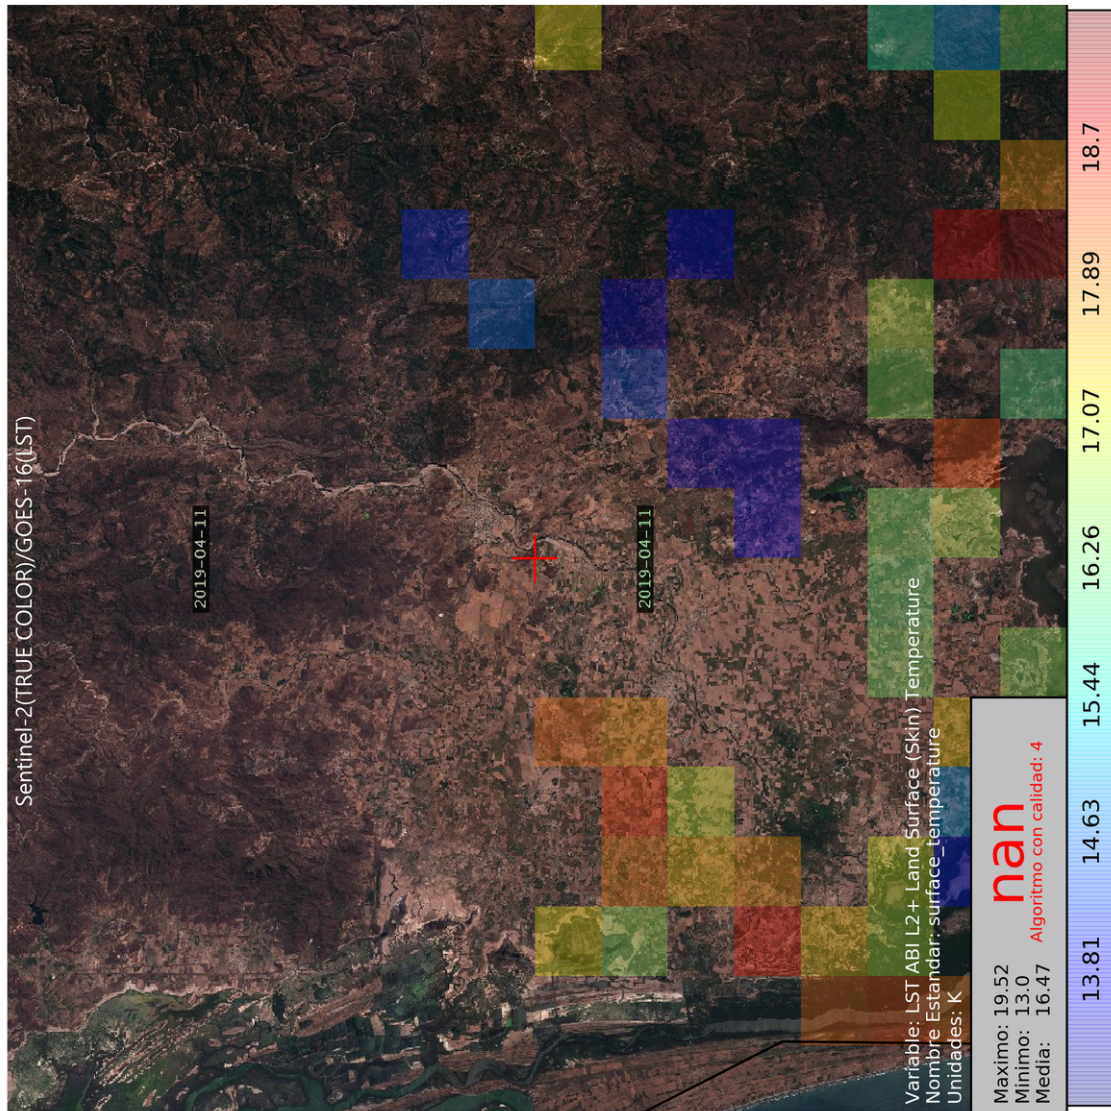 Sentinel-2(TRUE COLOR)/GOES-16(LST)
2019-04-11
2019-04-11
Variable: LST ABI L2+ Land Surface (Skin) Temperature
Nombre Estandar: surface_temperature
Unidades: K
Maximo: 19.52
Minimo: 13.0
Media: 16.47
nan
Algoritmo con calidad: 4
13.81
14.63
15.44
16.26
17.07
17.89
18.7